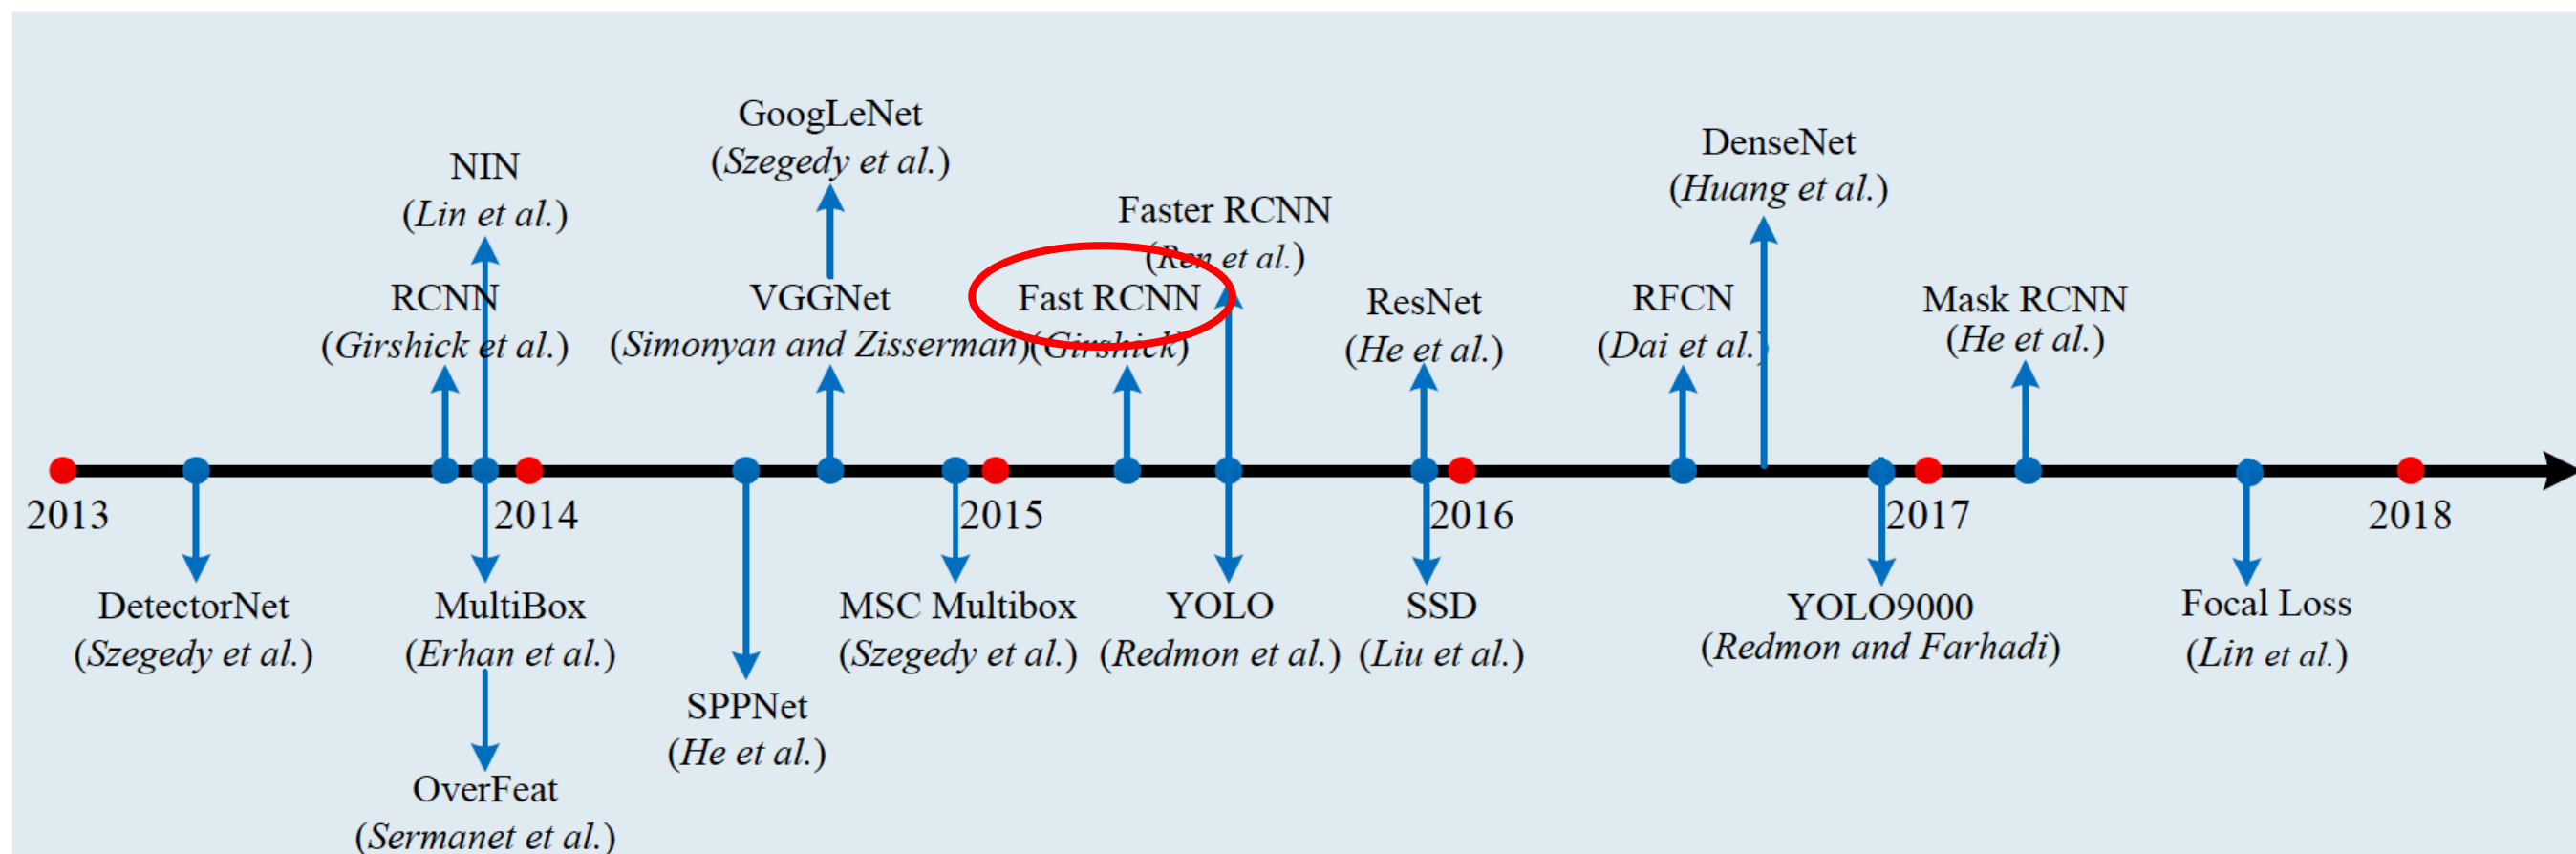 GoogLeNet
(Szegedy et al.)
DenseNet
(Huang et al.)
NIN
(Lin et al.)
Faster RCNN
(Ren et al.)
RCNN
(Girshick et al.)
VGGNet
(Simonyan and Zisserman)
Fast RCNN
(Girshick)
ResNet
(He et al.)
RFCN
(Dai et al.)
Mask RCNN
(He et al.)
2013
2014
2015
2016
2017
2018
DetectorNet
(Szegedy et al.)
MultiBox
(Erhan et al.)
MSC Multibox
(Szegedy et al.)
YOLO
(Redmon et al.)
SSD
(Liu et al.)
YOLO9000
(Redmon and Farhadi)
Focal Loss
(Lin et al.)
SPPNet
(He et al.)
OverFeat
(Sermanet et al.)